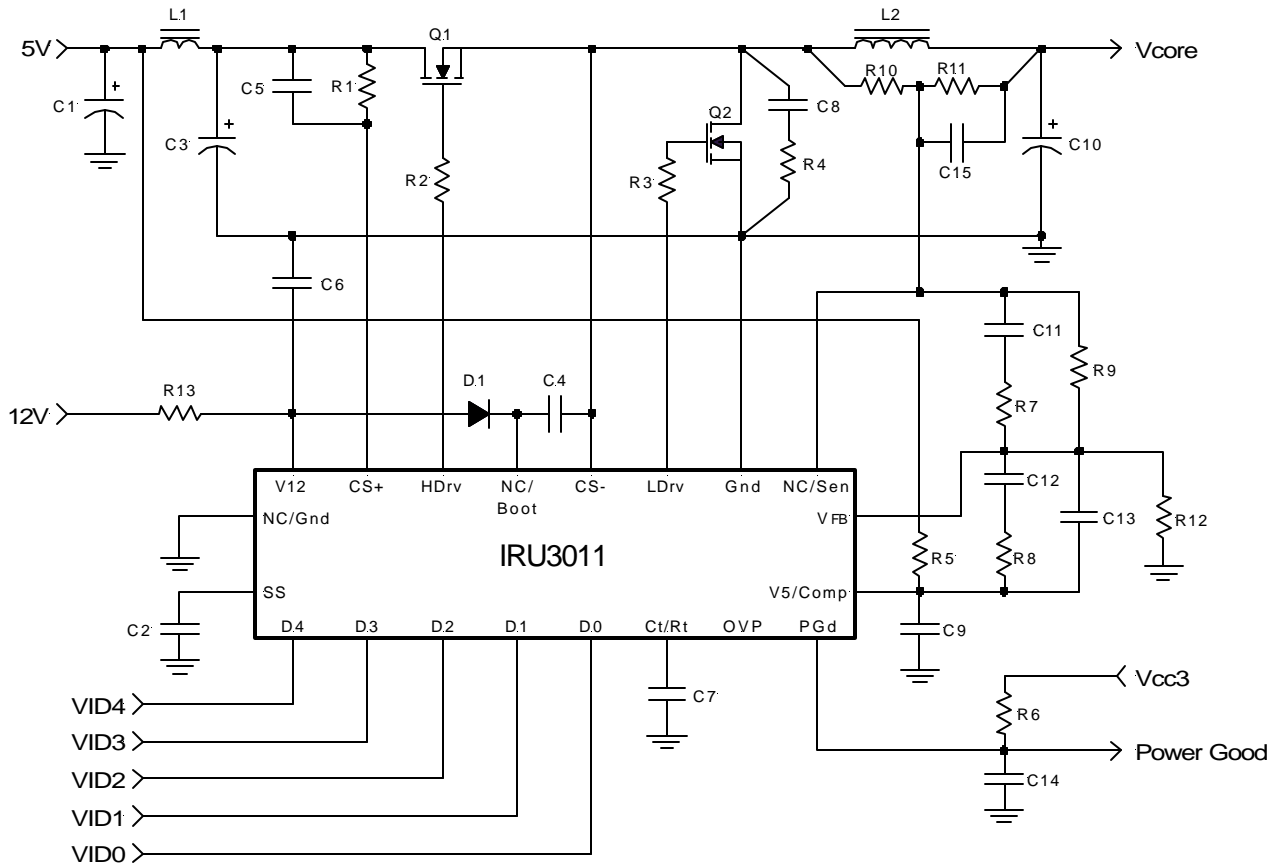 L1
L2
5V
Q1
Vcore
C1
C3
C5
R1
R10
R11
C8
Q2
R2
R3
R4
C15
C10
C6
C11
R9
R7
12V
R13
D1
C4
V12
CS+
HDrv
NC/
Boot
CS-
LDrv
Gnd
NC/Sen
C12
NC/Gnd
VFB
C13
R12
IRU3011
R5
R8
SS
V5/Comp
C2
D4
D3
D2
D1
D0
Ct/Rt
OVP
PGd
C9
C7
Vcc3
R6
VID4
VID3
VID2
VID1
VID0
Power Good
C14
+
+
+